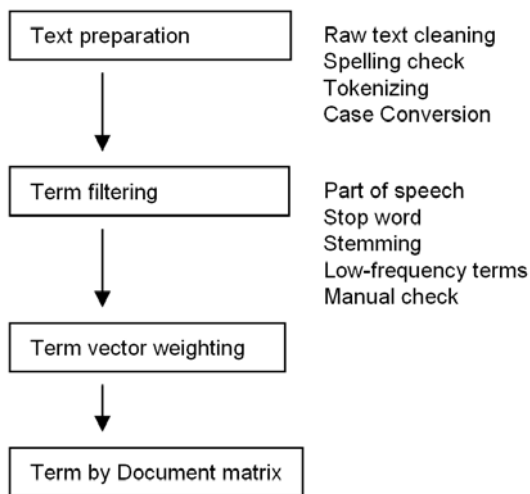 Text preparation
Raw text cleaning
Spelling check
Tokenizing
Case Conversion
Term filtering
Part of speech
Stop word
Stemming
Low-frequency terms
Manual check
Term vector weighting
Term by Document matrix